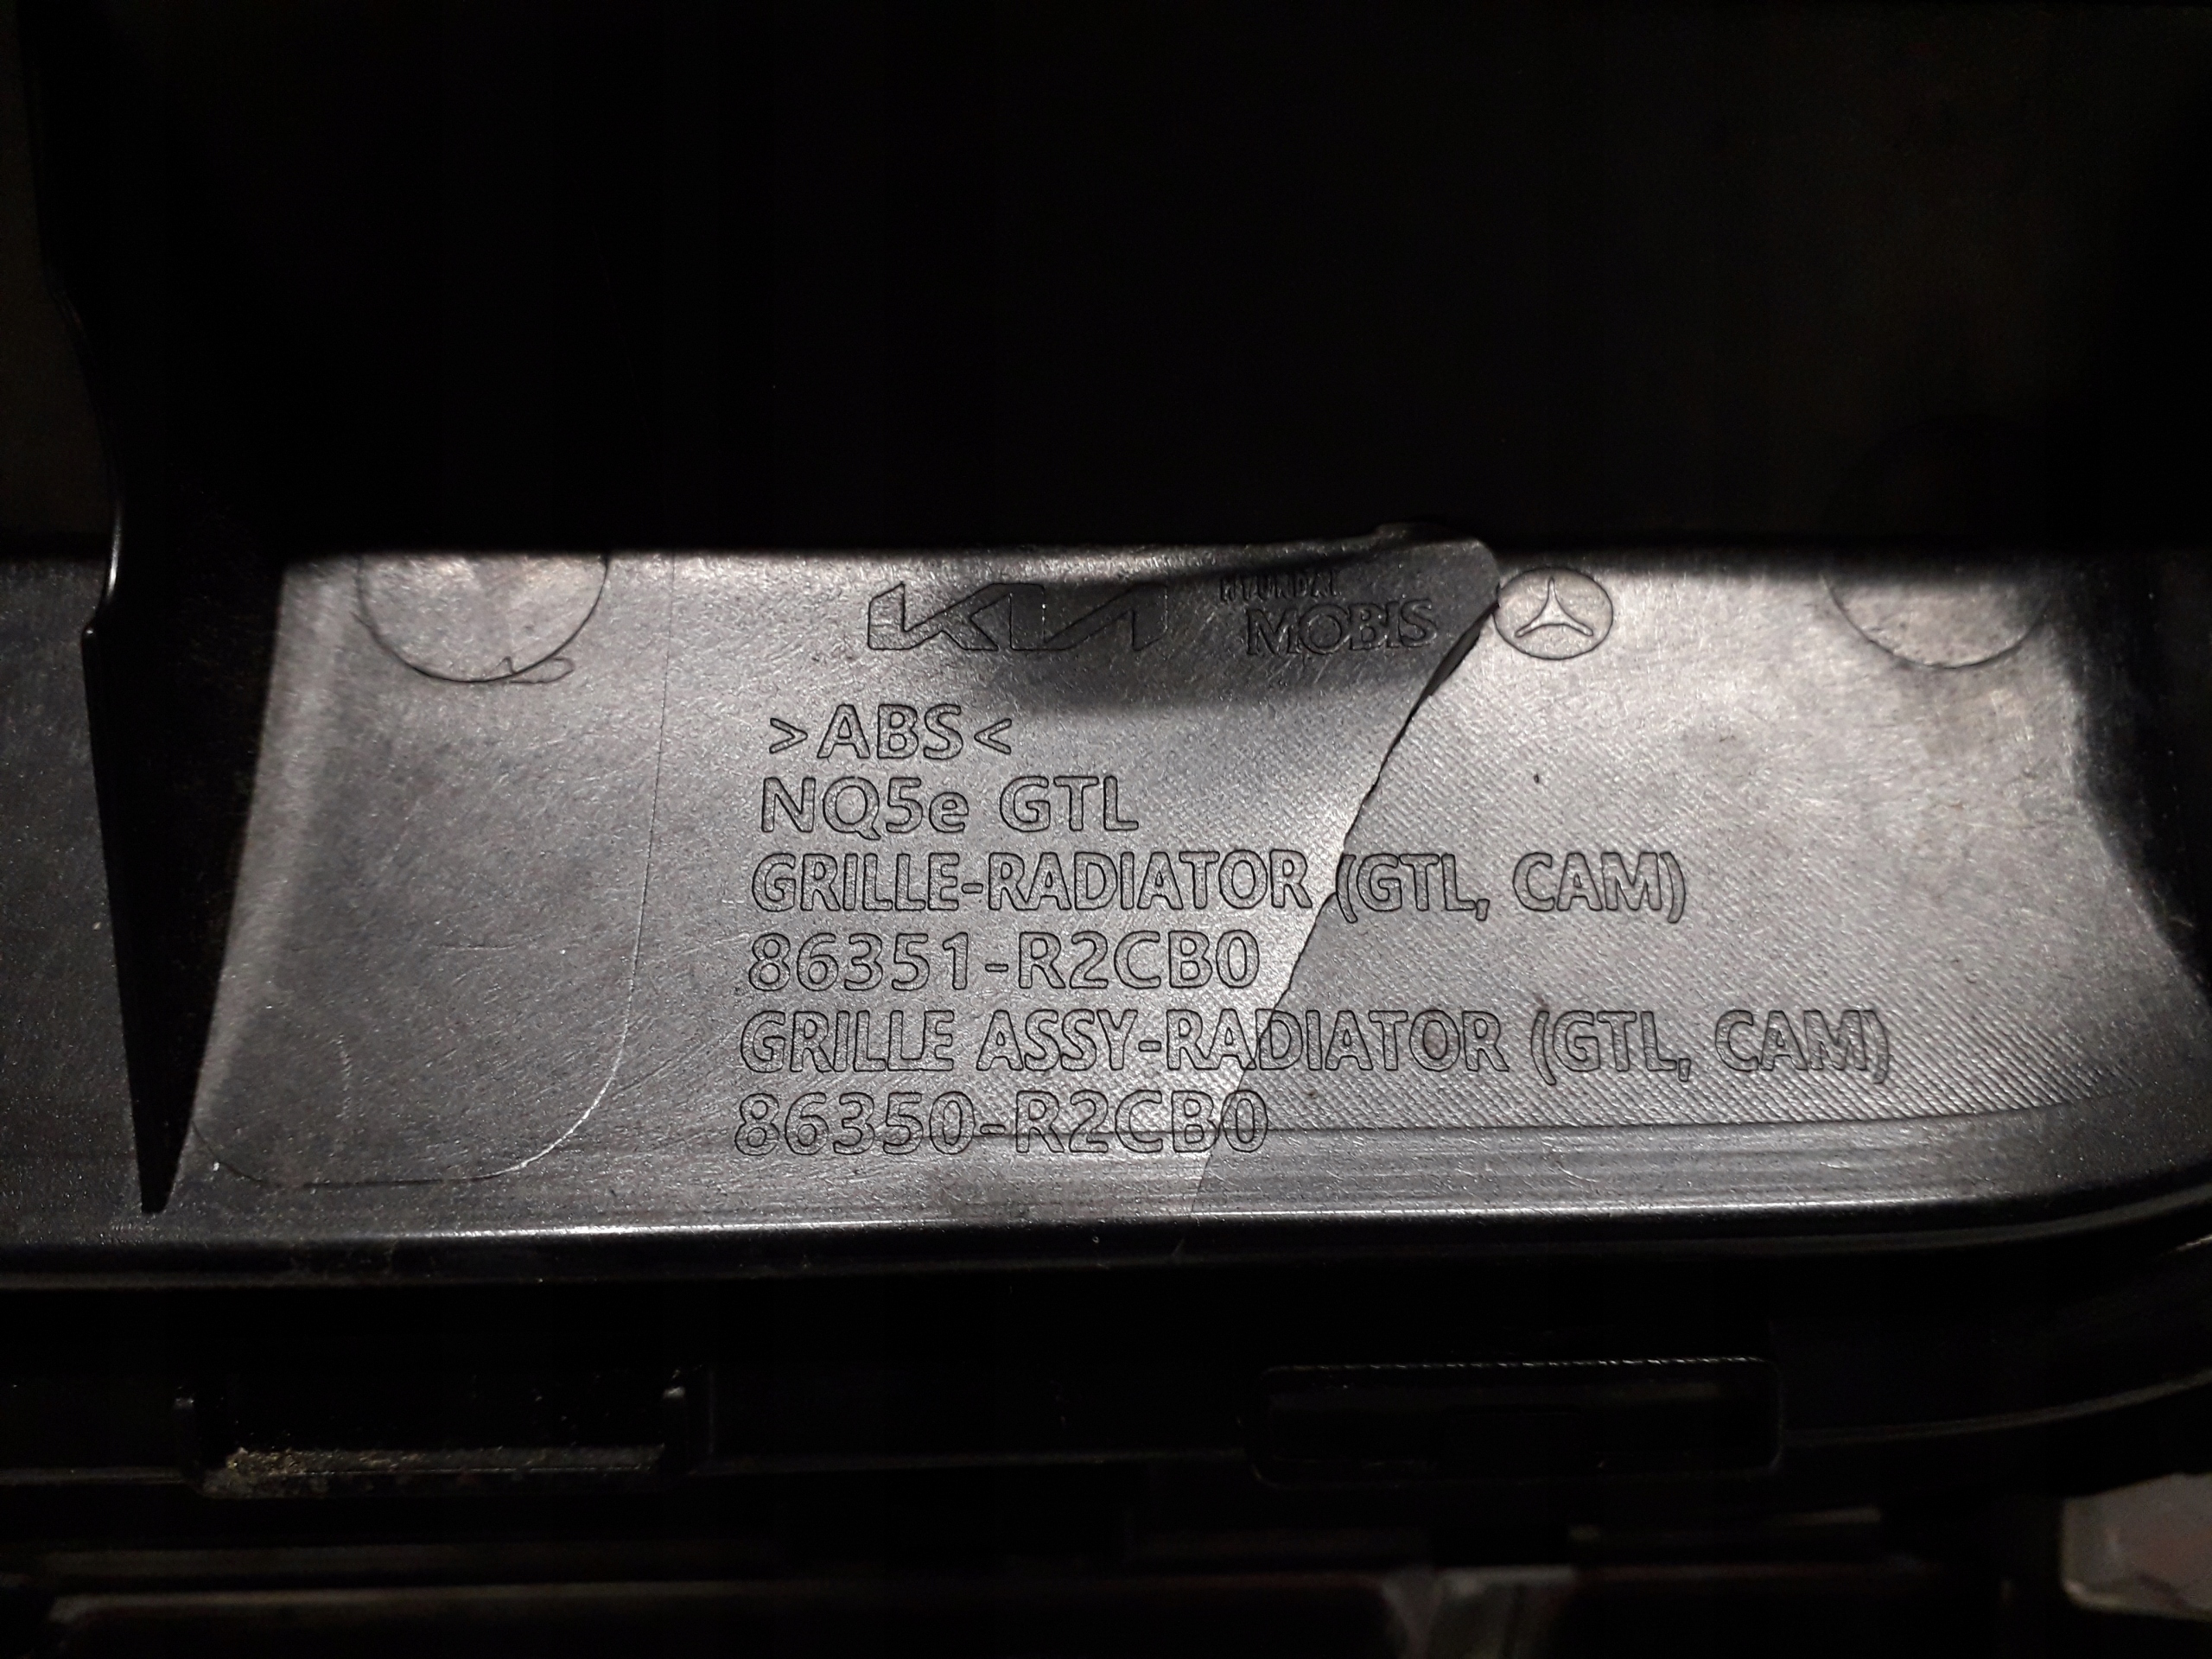 KIA HYUNDAI MOBIS
>ABS<
NQ5e GTL
GRILLE-RADIATOR (GTL, CAM)
86351-R2CB0
GRILLE ASSY-RADIATOR (GTL, CAM)
86350-R2CB0